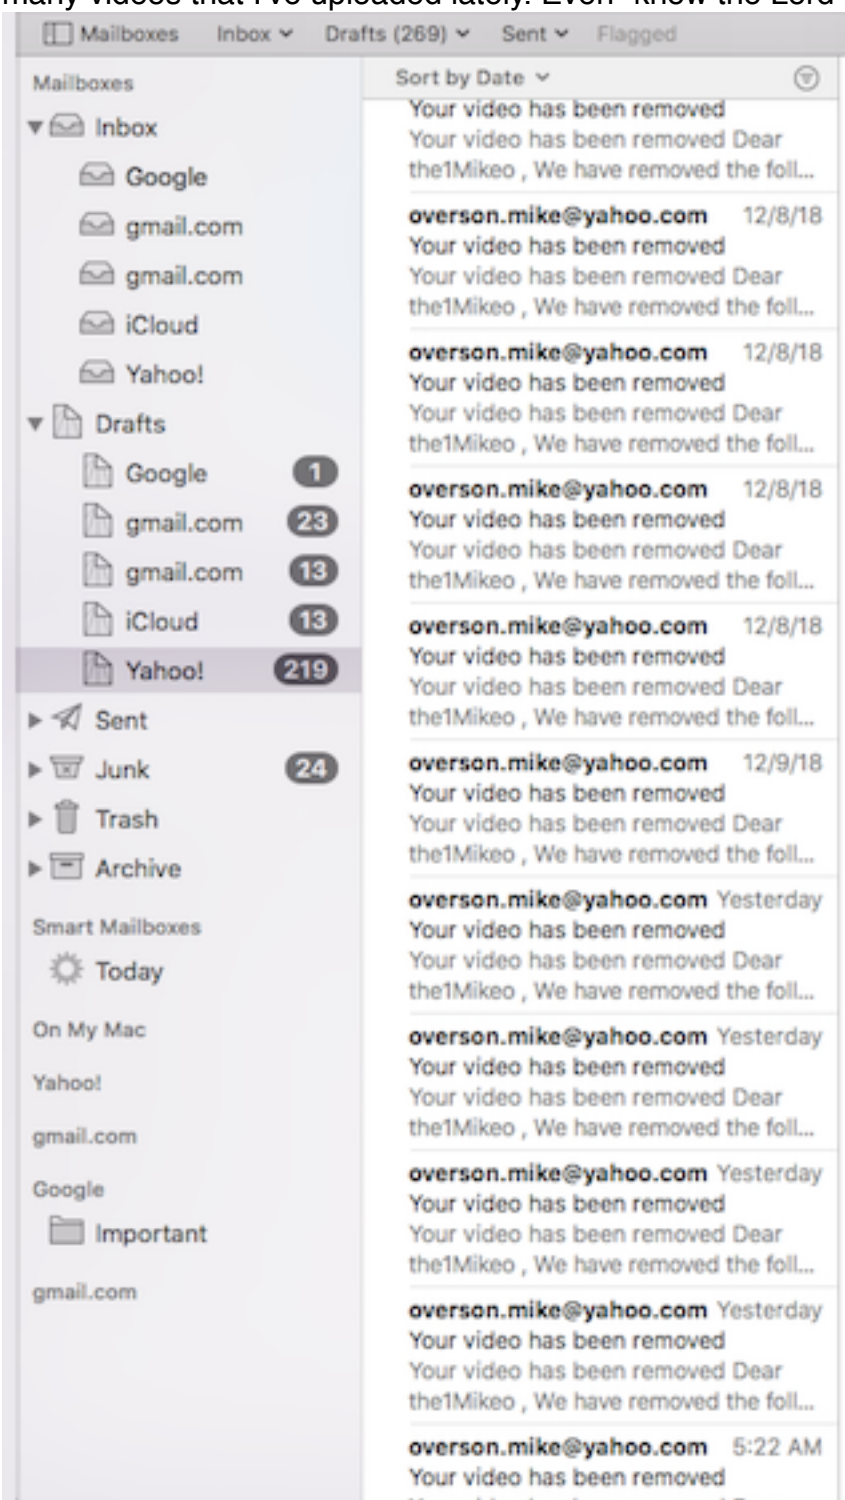 many videos that I've uploaded lately. Even know the Lord
Mailboxes Inbox Drafts (269) Sent Flagged
Mailboxes
Inbox
Google
gmail.com
gmail.com
iCloud
Yahoo!
Drafts
Google 1
gmail.com 23
gmail.com 13
iCloud 13
Yahoo! 219
Sent
Junk 24
Trash
Archive
Smart Mailboxes
Today
On My Mac
Yahoo!
gmail.com
Google
Important
gmail.com
Sort by Date
Your video has been removed
Your video has been removed Dear
the1Mikeo , We have removed the foll...
overson.mike@yahoo.com 12/8/18
Your video has been removed
Your video has been removed Dear
the1Mikeo , We have removed the foll...
overson.mike@yahoo.com 12/8/18
Your video has been removed
Your video has been removed Dear
the1Mikeo , We have removed the foll...
overson.mike@yahoo.com 12/8/18
Your video has been removed
Your video has been removed Dear
the1Mikeo , We have removed the foll...
overson.mike@yahoo.com 12/8/18
Your video has been removed
Your video has been removed Dear
the1Mikeo , We have removed the foll...
overson.mike@yahoo.com 12/9/18
Your video has been removed
Your video has been removed Dear
the1Mikeo , We have removed the foll...
overson.mike@yahoo.com Yesterday
Your video has been removed
Your video has been removed Dear
the1Mikeo , We have removed the foll...
overson.mike@yahoo.com Yesterday
Your video has been removed
Your video has been removed Dear
the1Mikeo , We have removed the foll...
overson.mike@yahoo.com Yesterday
Your video has been removed
Your video has been removed Dear
the1Mikeo , We have removed the foll...
overson.mike@yahoo.com Yesterday
Your video has been removed
Your video has been removed Dear
the1Mikeo , We have removed the foll...
overson.mike@yahoo.com 5:22 AM
Your video has been removed